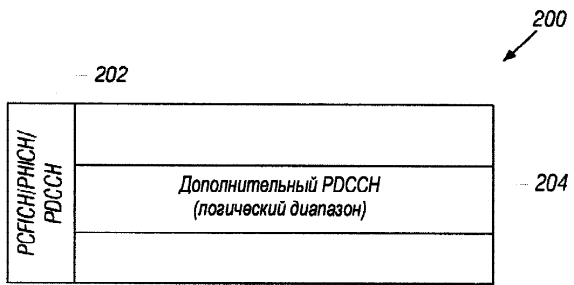 200
202
PCFICH/PHICH/
PDCCH
Дополнительный PDCCH
(логический диапазон)
204